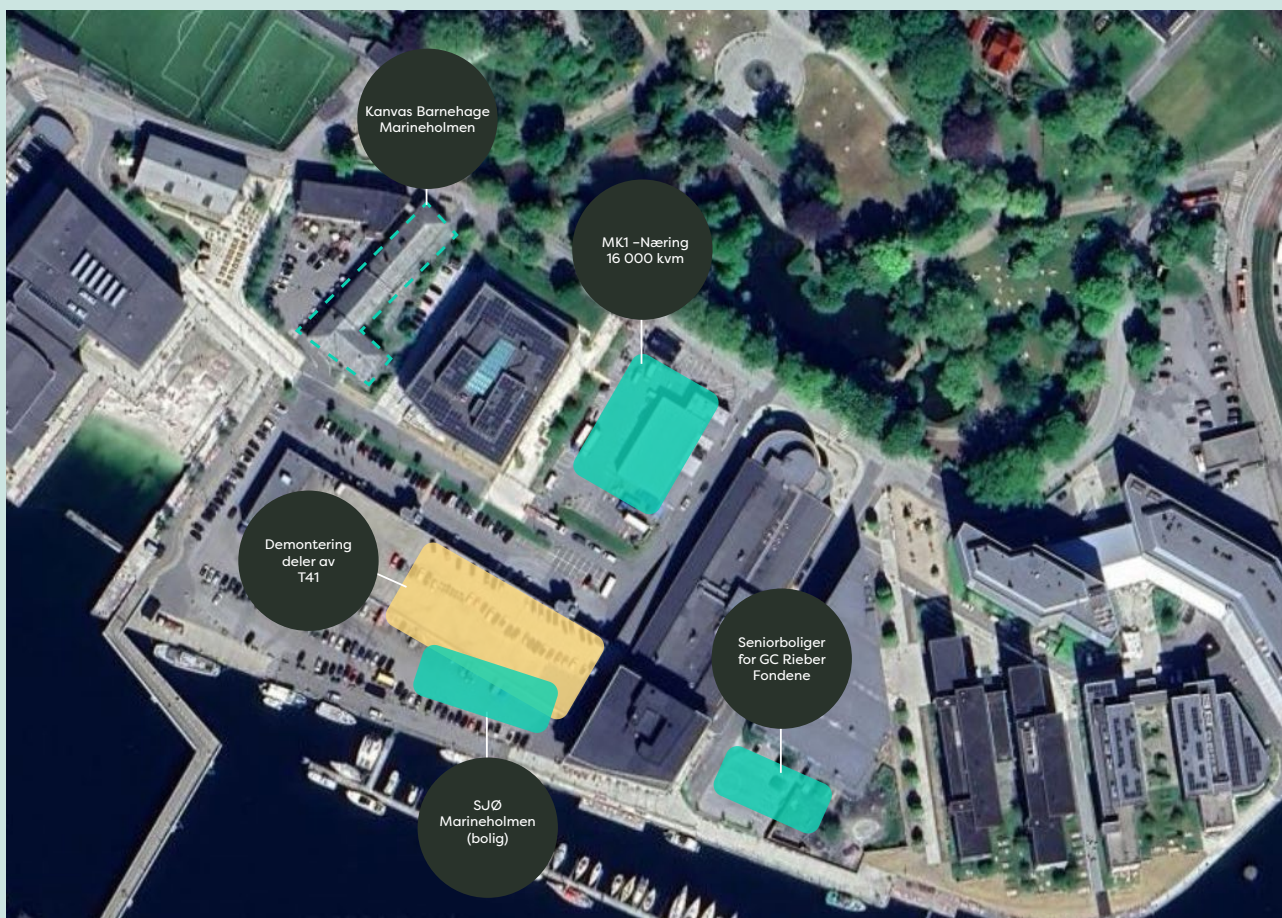 Kanvas Barnehage
Marineholmen
MK1 –Næring
16 000 kvm
Demontering
deler av
T41
Seniorboliger
for GC Rieber
Fondene
SJØ
Marineholmen
(bolig)